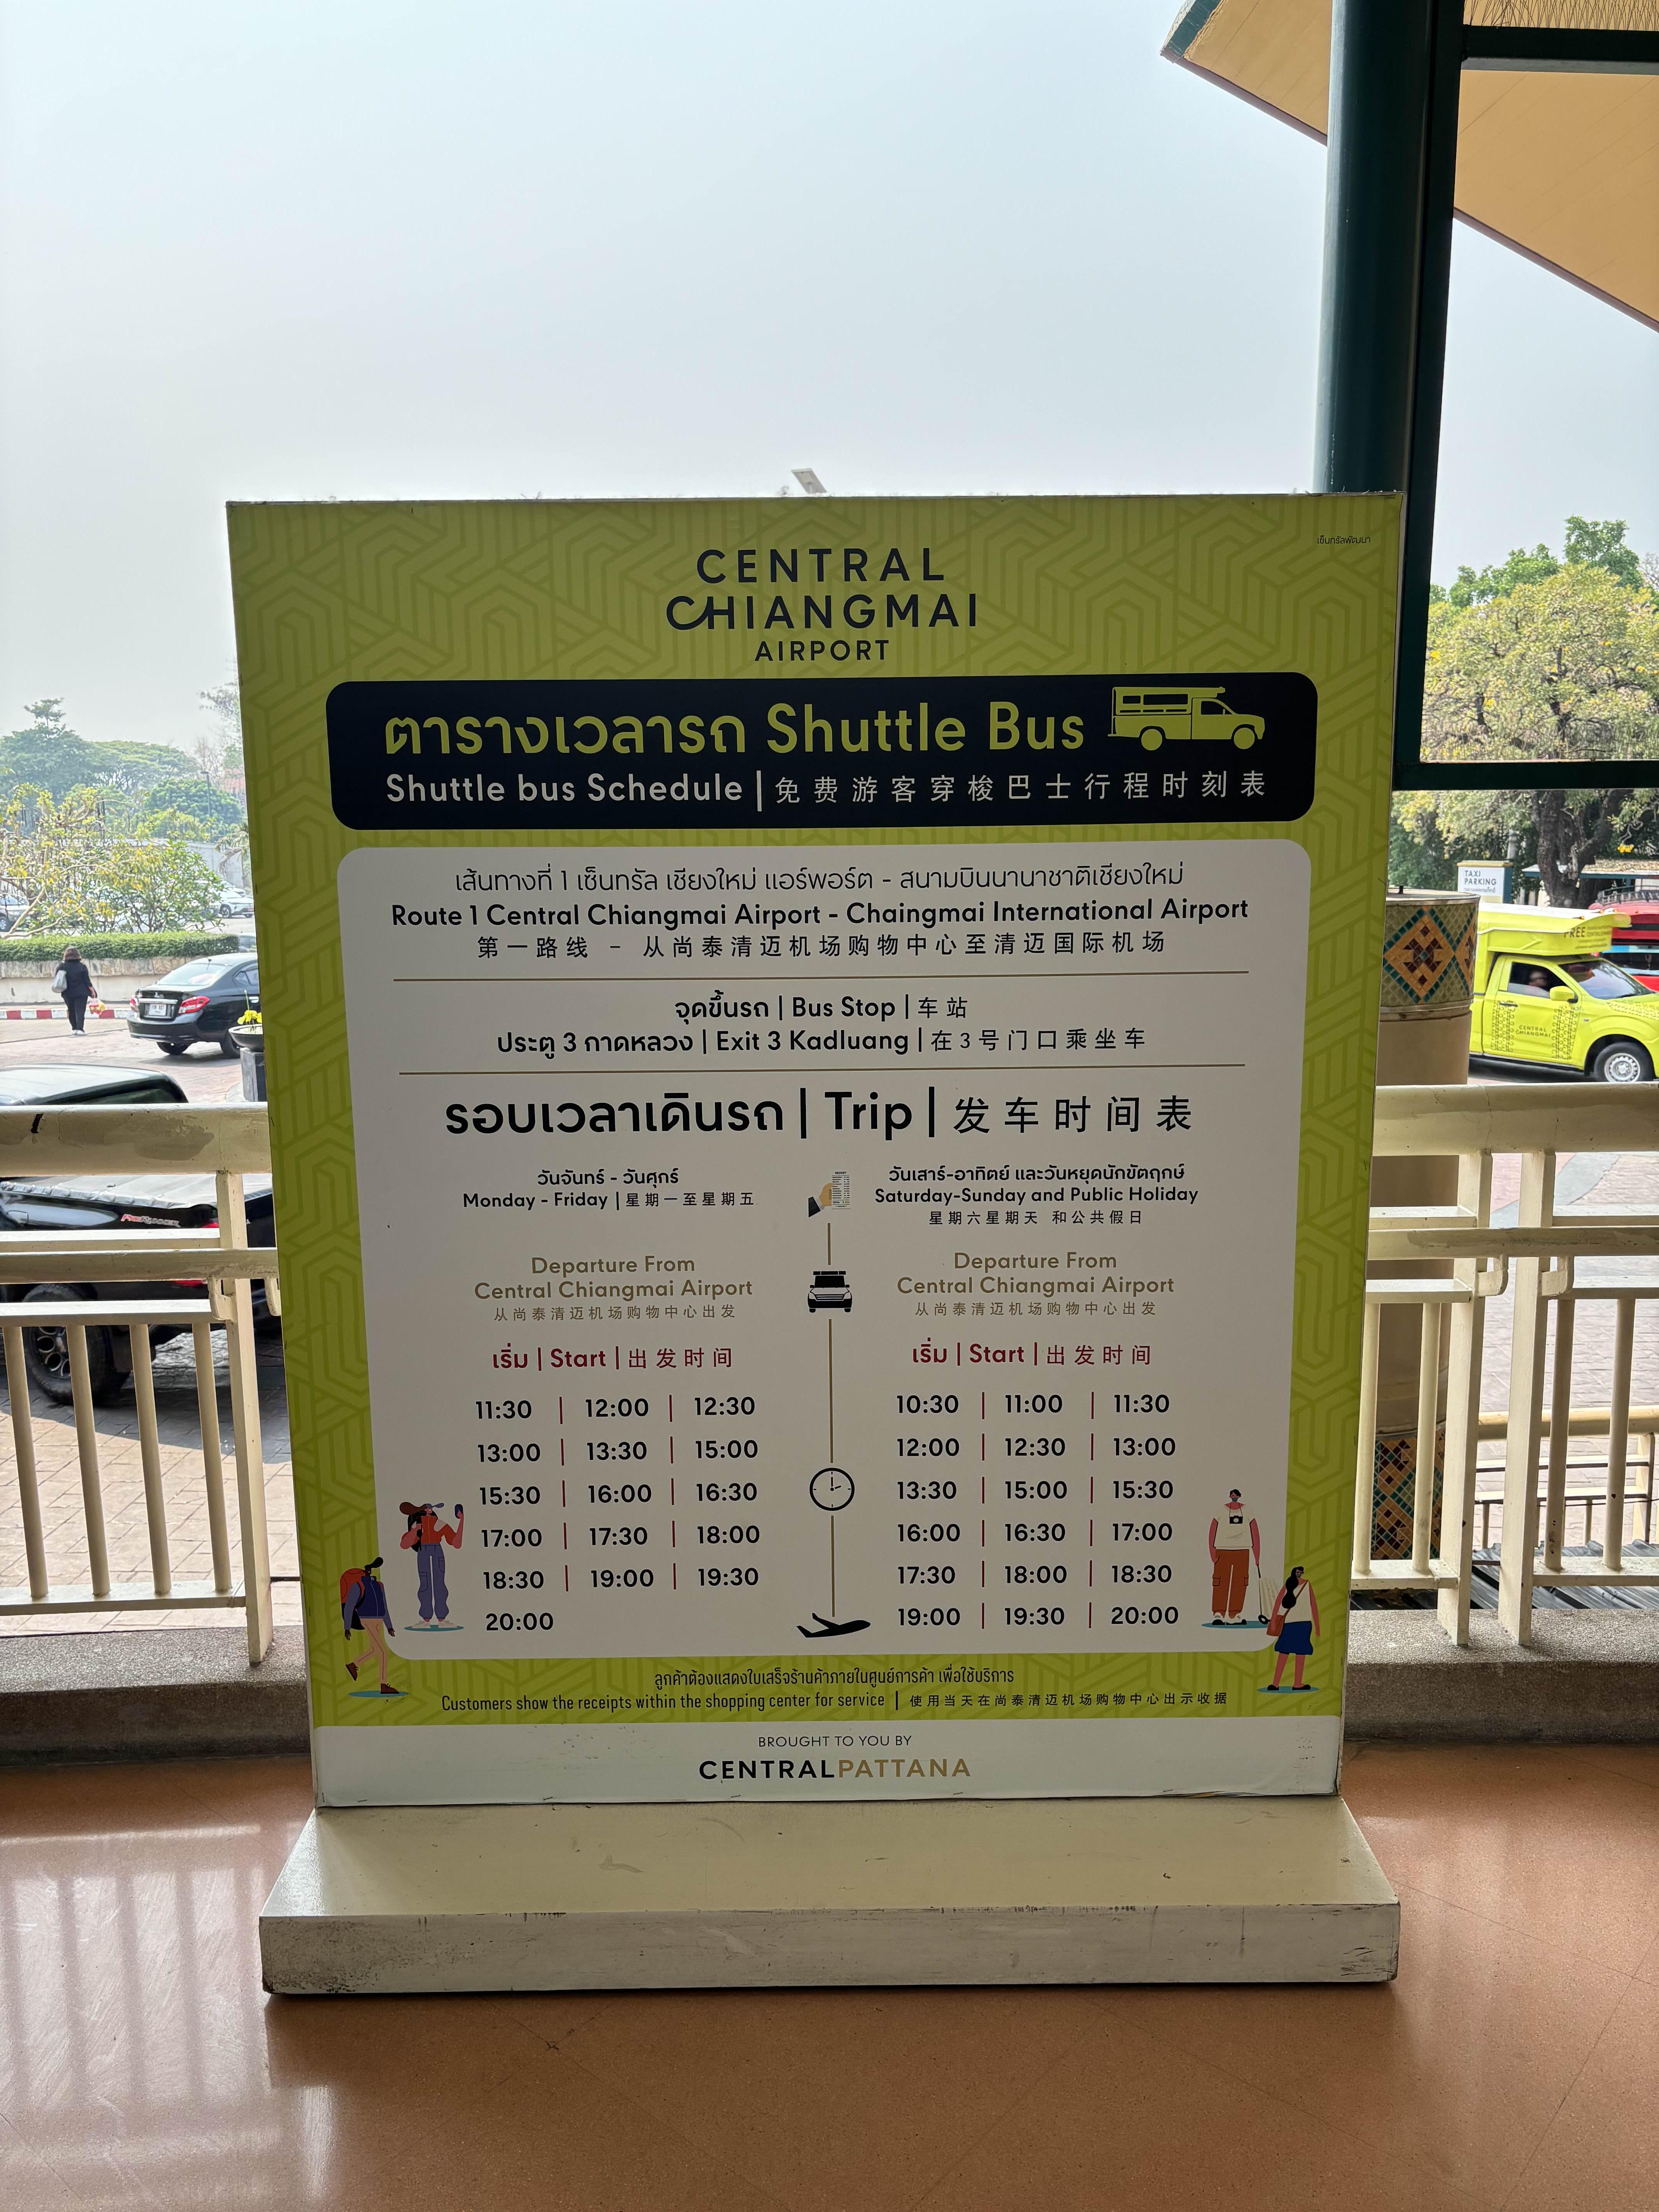 เซ็นทรัลพัฒนา
CENTRAL
CHIANGMAI
AIRPORT
ตารางเวลารถ Shuttle Bus
Shuttle bus Schedule | 免费游客穿梭巴士行程时刻表
เส้นทางที่ 1 เซ็นทรัล เชียงใหม่ แอร์พอร์ต - สนามบินนานาชาติเชียงใหม่
Route 1 Central Chiangmai Airport - Chaingmai International Airport
第一路线 - 从尚泰清迈机场购物中心至清迈国际机场
จุดขึ้นรถ | Bus Stop | 车站
ประตู 3 กาดหลวง | Exit 3 Kadluang | 在3号门口乘坐车
รอบเวลาเดินรถ | Trip | 发车时间表
วันจันทร์ - วันศุกร์
Monday - Friday | 星期一至星期五
Departure From
Central Chiangmai Airport
从尚泰清迈机场购物中心出发
เริ่ม | Start | 出发时间
11:30 | 12:00 | 12:30
13:00 | 13:30 | 15:00
15:30 | 16:00 | 16:30
17:00 | 17:30 | 18:00
18:30 | 19:00 | 19:30
20:00
วันเสาร์-อาทิตย์ และวันหยุดนักขัตฤกษ์
Saturday-Sunday and Public Holiday
星期六星期天 和公共假日
Departure From
Central Chiangmai Airport
从尚泰清迈机场购物中心出发
เริ่ม | Start | 出发时间
10:30 | 11:00 | 11:30
12:00 | 12:30 | 13:00
13:30 | 15:00 | 15:30
16:00 | 16:30 | 17:00
17:30 | 18:00 | 18:30
19:00 | 19:30 | 20:00
ลูกค้าต้องแสดงใบเสร็จร้านค้าภายในศูนย์การค้า เพื่อใช้บริการ
Customers show the receipts within the shopping center for service | 使用当天在尚泰清迈机场购物中心出示收据
BROUGHT TO YOU BY
CENTRALPATTANA
TAXI
PARKING
FREE
CENTRAL
CHIANGMAI